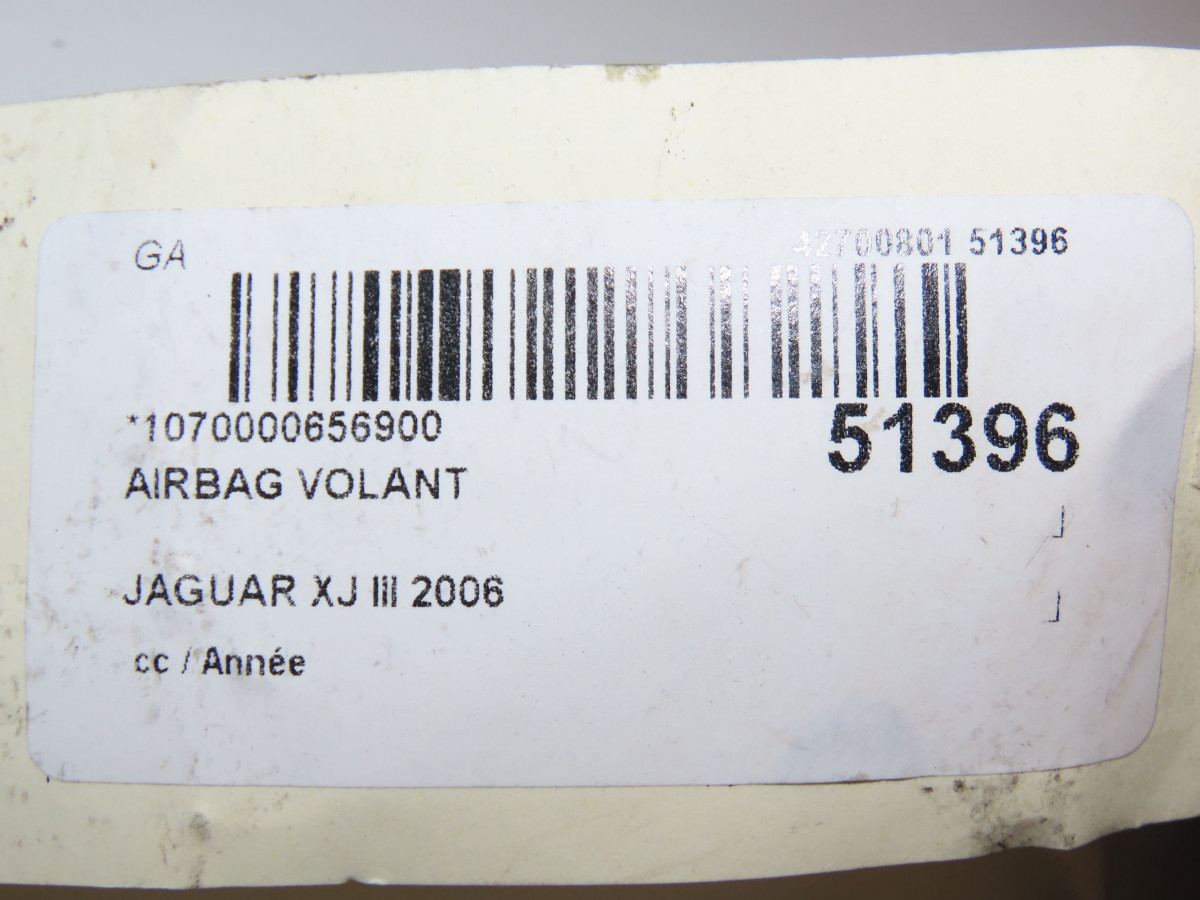 GA
42700801 51396
*1070000656900
51396
AIRBAG VOLANT
JAGUAR XJ III 2006
cc / Année